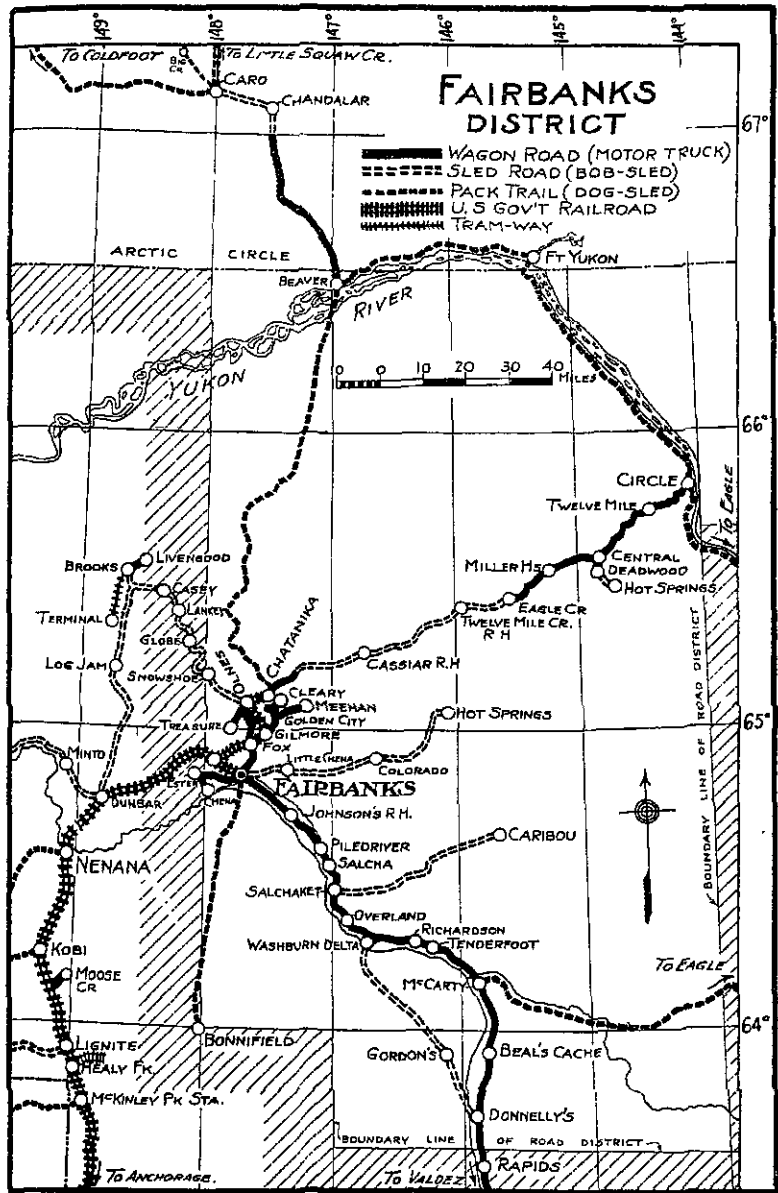 149°
148°
147°
146°
145°
144°
TO COLDFOOT
BIG
CR
TO LITTLE SQUAW CR.
CARO
CHANDALAR
FAIRBANKS
DISTRICT
67°
WAGON ROAD (MOTOR TRUCK)
SLED ROAD (BOB-SLED)
PACK TRAIL (DOG-SLED)
U.S GOV'T RAILROAD
TRAM-WAY
ARCTIC CIRCLE
FT YUKON
BEAVER
YUKON RIVER
0 0 10 20 30 40
MILES
66°
CIRCLE
TWELVE MILE
TO EAGLE
LIVENGOOD
BROOKS
CENTRAL
MILLER HS
DEADWOOD
HOT SPRINGS
CASEY
LANKEY
TERMINAL
EAGLE CR
TWELVE MILE CR.
R H
GLOBE
CHATANIKA
OLNES
CASSIAR R.H
LOG JAM
SNOWSHOE
BOUNDARY LINE OF ROAD DISTRICT
CLEARY
MEEHAN
65°
TREASURE
GOLDEN CITY
HOT SPRINGS
GILMORE
FOX
MINTO
LITTLE CHENA
COLORADO
ESTER
FAIRBANKS
DUNBAR
CHENA
JOHNSON'S R.H.
CARIBOU
PILEDRIVER
NENANA
SALCHA
SALCHAKET
OVERLAND
RICHARDSON
WASHBURN DELTA
TENDERFOOT
KOBI
TO EAGLE
MOOSE
CR
McCARTY
64°
LIGNITE
BONNIFIELD
HEALY FK.
GORDON'S
BEAL'S CACHE
McKINLEY PK STA.
DONNELLY'S
BOUNDARY LINE OF ROAD DISTRICT
RAPIDS
TO ANCHORAGE.
TO VALDEZ